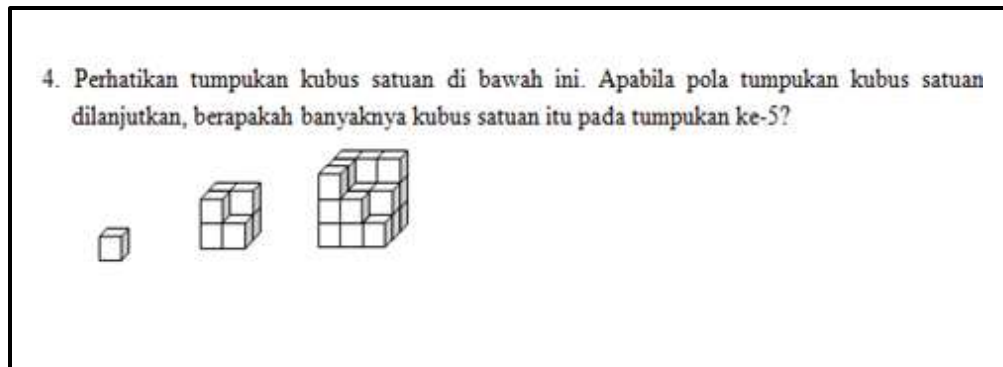 4. Perhatikan tumpukan kubus satuan di bawah ini. Apabila pola tumpukan kubus satuan
dilanjutkan, berapakah banyaknya kubus satuan itu pada tumpukan ke-5?